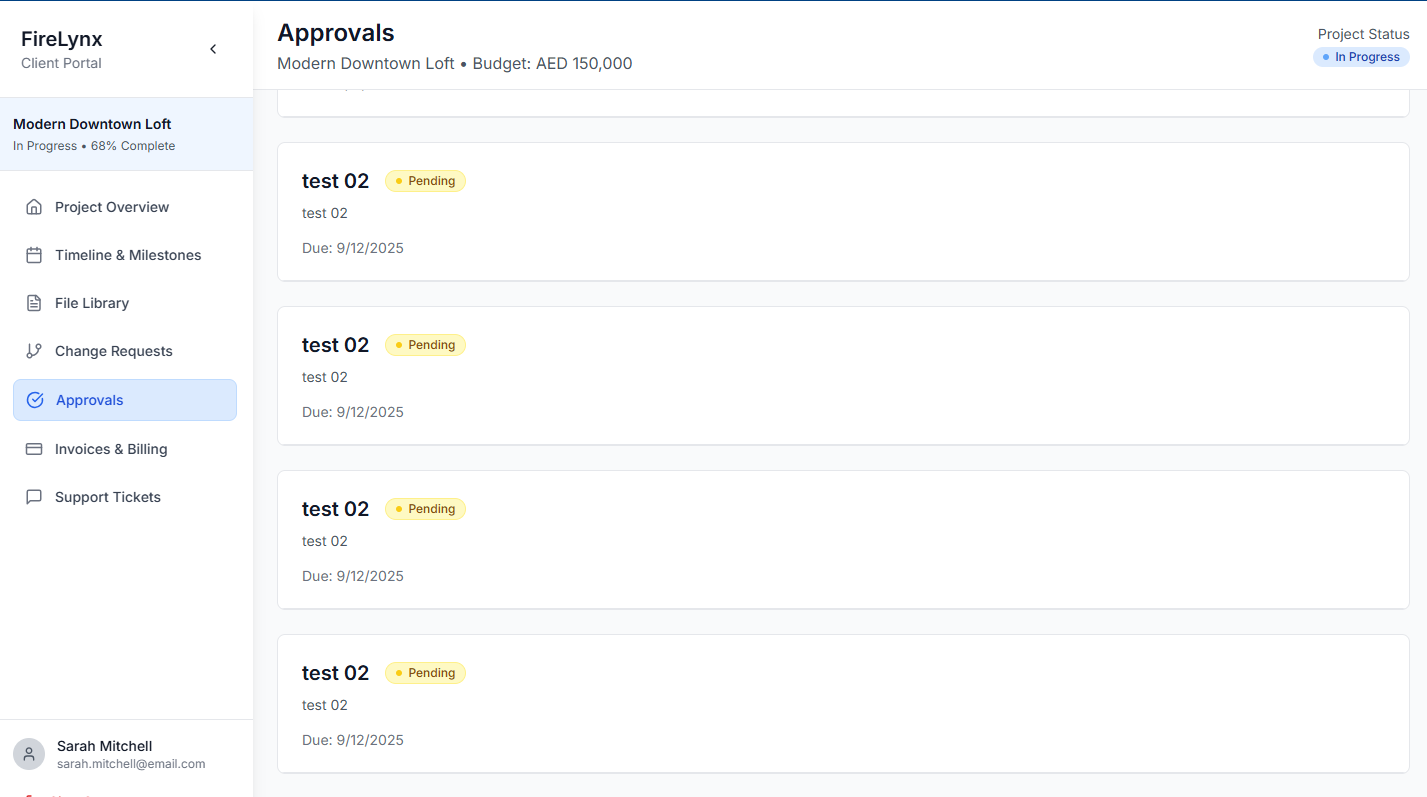 FireLynx
Client Portal
Modern Downtown Loft
In Progress • 68% Complete
Project Overview
Timeline & Milestones
File Library
Change Requests
Approvals
Invoices & Billing
Support Tickets
Sarah Mitchell
sarah.mitchell@email.com
Approvals
Modern Downtown Loft • Budget: AED 150,000
Project Status
In Progress
test 02 Pending
test 02
Due: 9/12/2025
test 02 Pending
test 02
Due: 9/12/2025
test 02 Pending
test 02
Due: 9/12/2025
test 02 Pending
test 02
Due: 9/12/2025